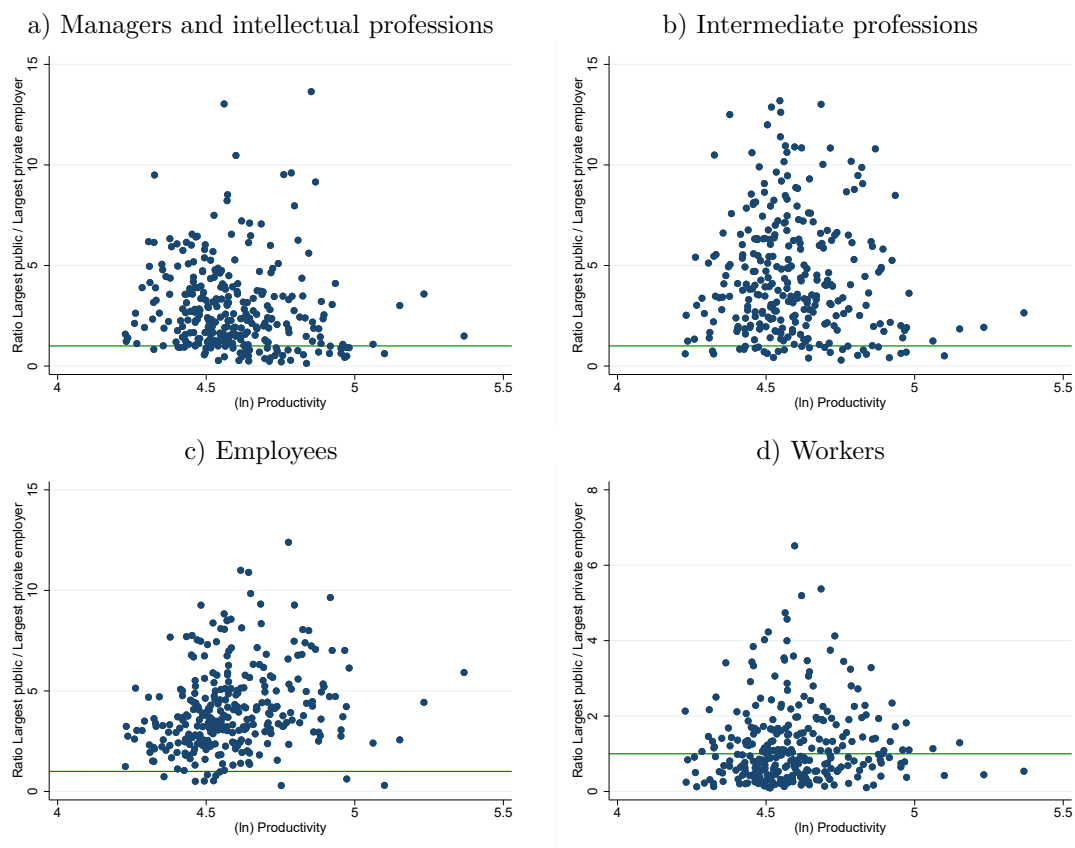 a) Managers and intellectual professions
Ratio Largest public / Largest private employer
15
10
5
0
4
4.5
5
5.5
(ln) Productivity
b) Intermediate professions
Ratio Largest public / Largest private employer
15
10
5
0
4
4.5
5
5.5
(ln) Productivity
c) Employees
Ratio Largest public / Largest private employer
15
10
5
0
4
4.5
5
5.5
(ln) Productivity
d) Workers
Ratio Largest public / Largest private employer
8
6
4
2
0
4
4.5
5
5.5
(ln) Productivity